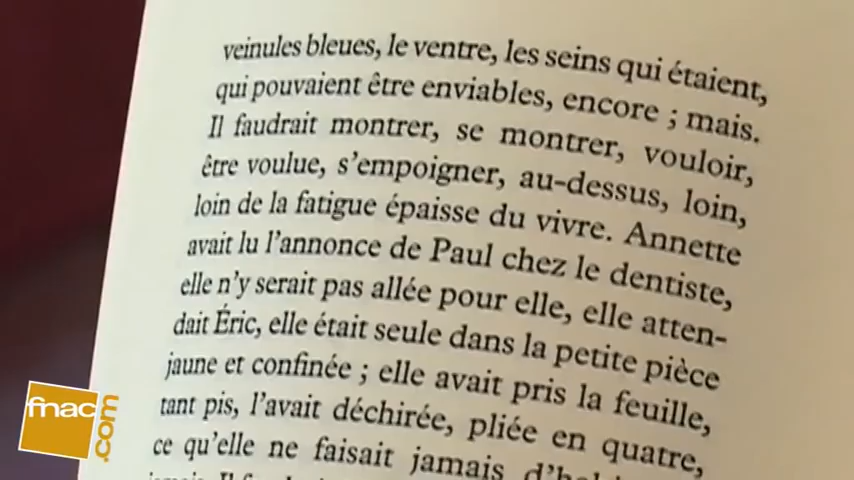 veinules bleues, le ventre, les seins qui étaient,
qui pouvaient être enviables, encore ; mais.
Il faudrait montrer, se montrer, vouloir,
être voulue, s'empoigner, au-dessus, loin,
loin de la fatigue épaisse du vivre. Annette
avait lu l'annonce de Paul chez le dentiste,
elle n'y serait pas allée pour elle, elle atten-
dait Éric, elle était seule dans la petite pièce
jaune et confinée ; elle avait pris la feuille,
tant pis, l'avait déchirée, pliée en quatre,
ce qu'elle ne faisait jamais
fnac.com